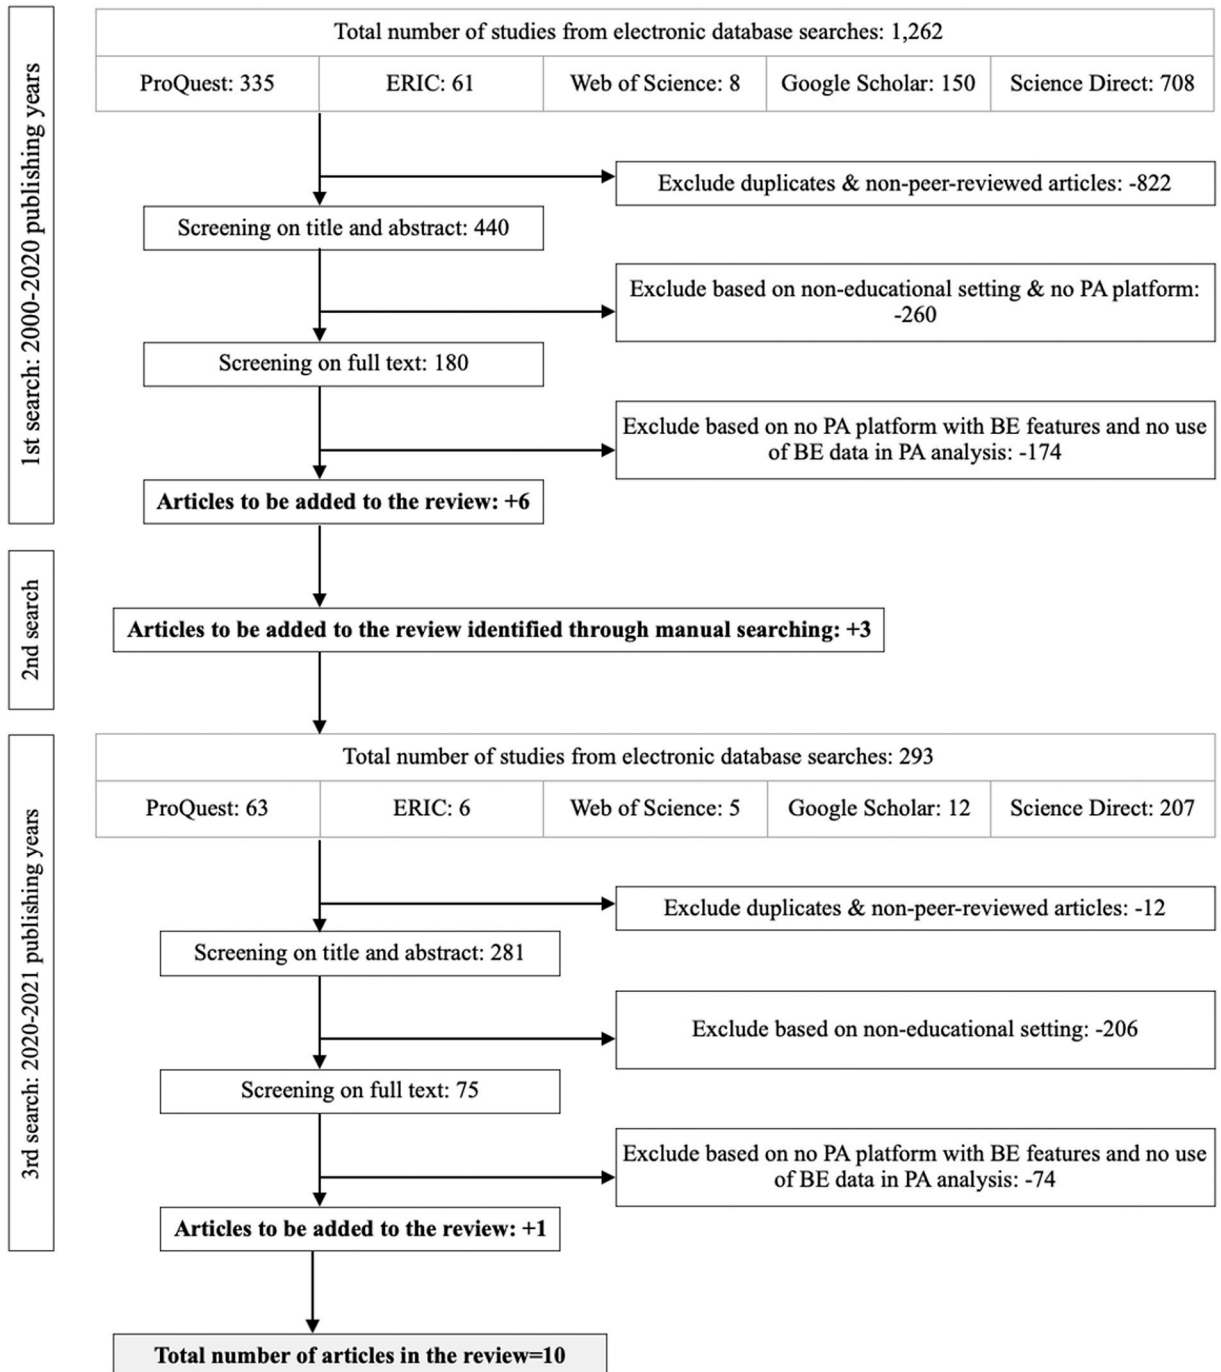 1st search: 2000-2020 publishing years
Total number of studies from electronic database searches: 1,262
ProQuest: 335
ERIC: 61
Web of Science: 8
Google Scholar: 150
Science Direct: 708
Exclude duplicates & non-peer-reviewed articles: -822
Screening on title and abstract: 440
Exclude based on non-educational setting & no PA platform:
-260
Screening on full text: 180
Exclude based on no PA platform with BE features and no use
of BE data in PA analysis: -174
Articles to be added to the review: +6
2nd search
Articles to be added to the review identified through manual searching: +3
3rd search: 2020-2021 publishing years
Total number of studies from electronic database searches: 293
ProQuest: 63
ERIC: 6
Web of Science: 5
Google Scholar: 12
Science Direct: 207
Exclude duplicates & non-peer-reviewed articles: -12
Screening on title and abstract: 281
Exclude based on non-educational setting: -206
Screening on full text: 75
Exclude based on no PA platform with BE features and no use
of BE data in PA analysis: -74
Articles to be added to the review: +1
Total number of articles in the review=10